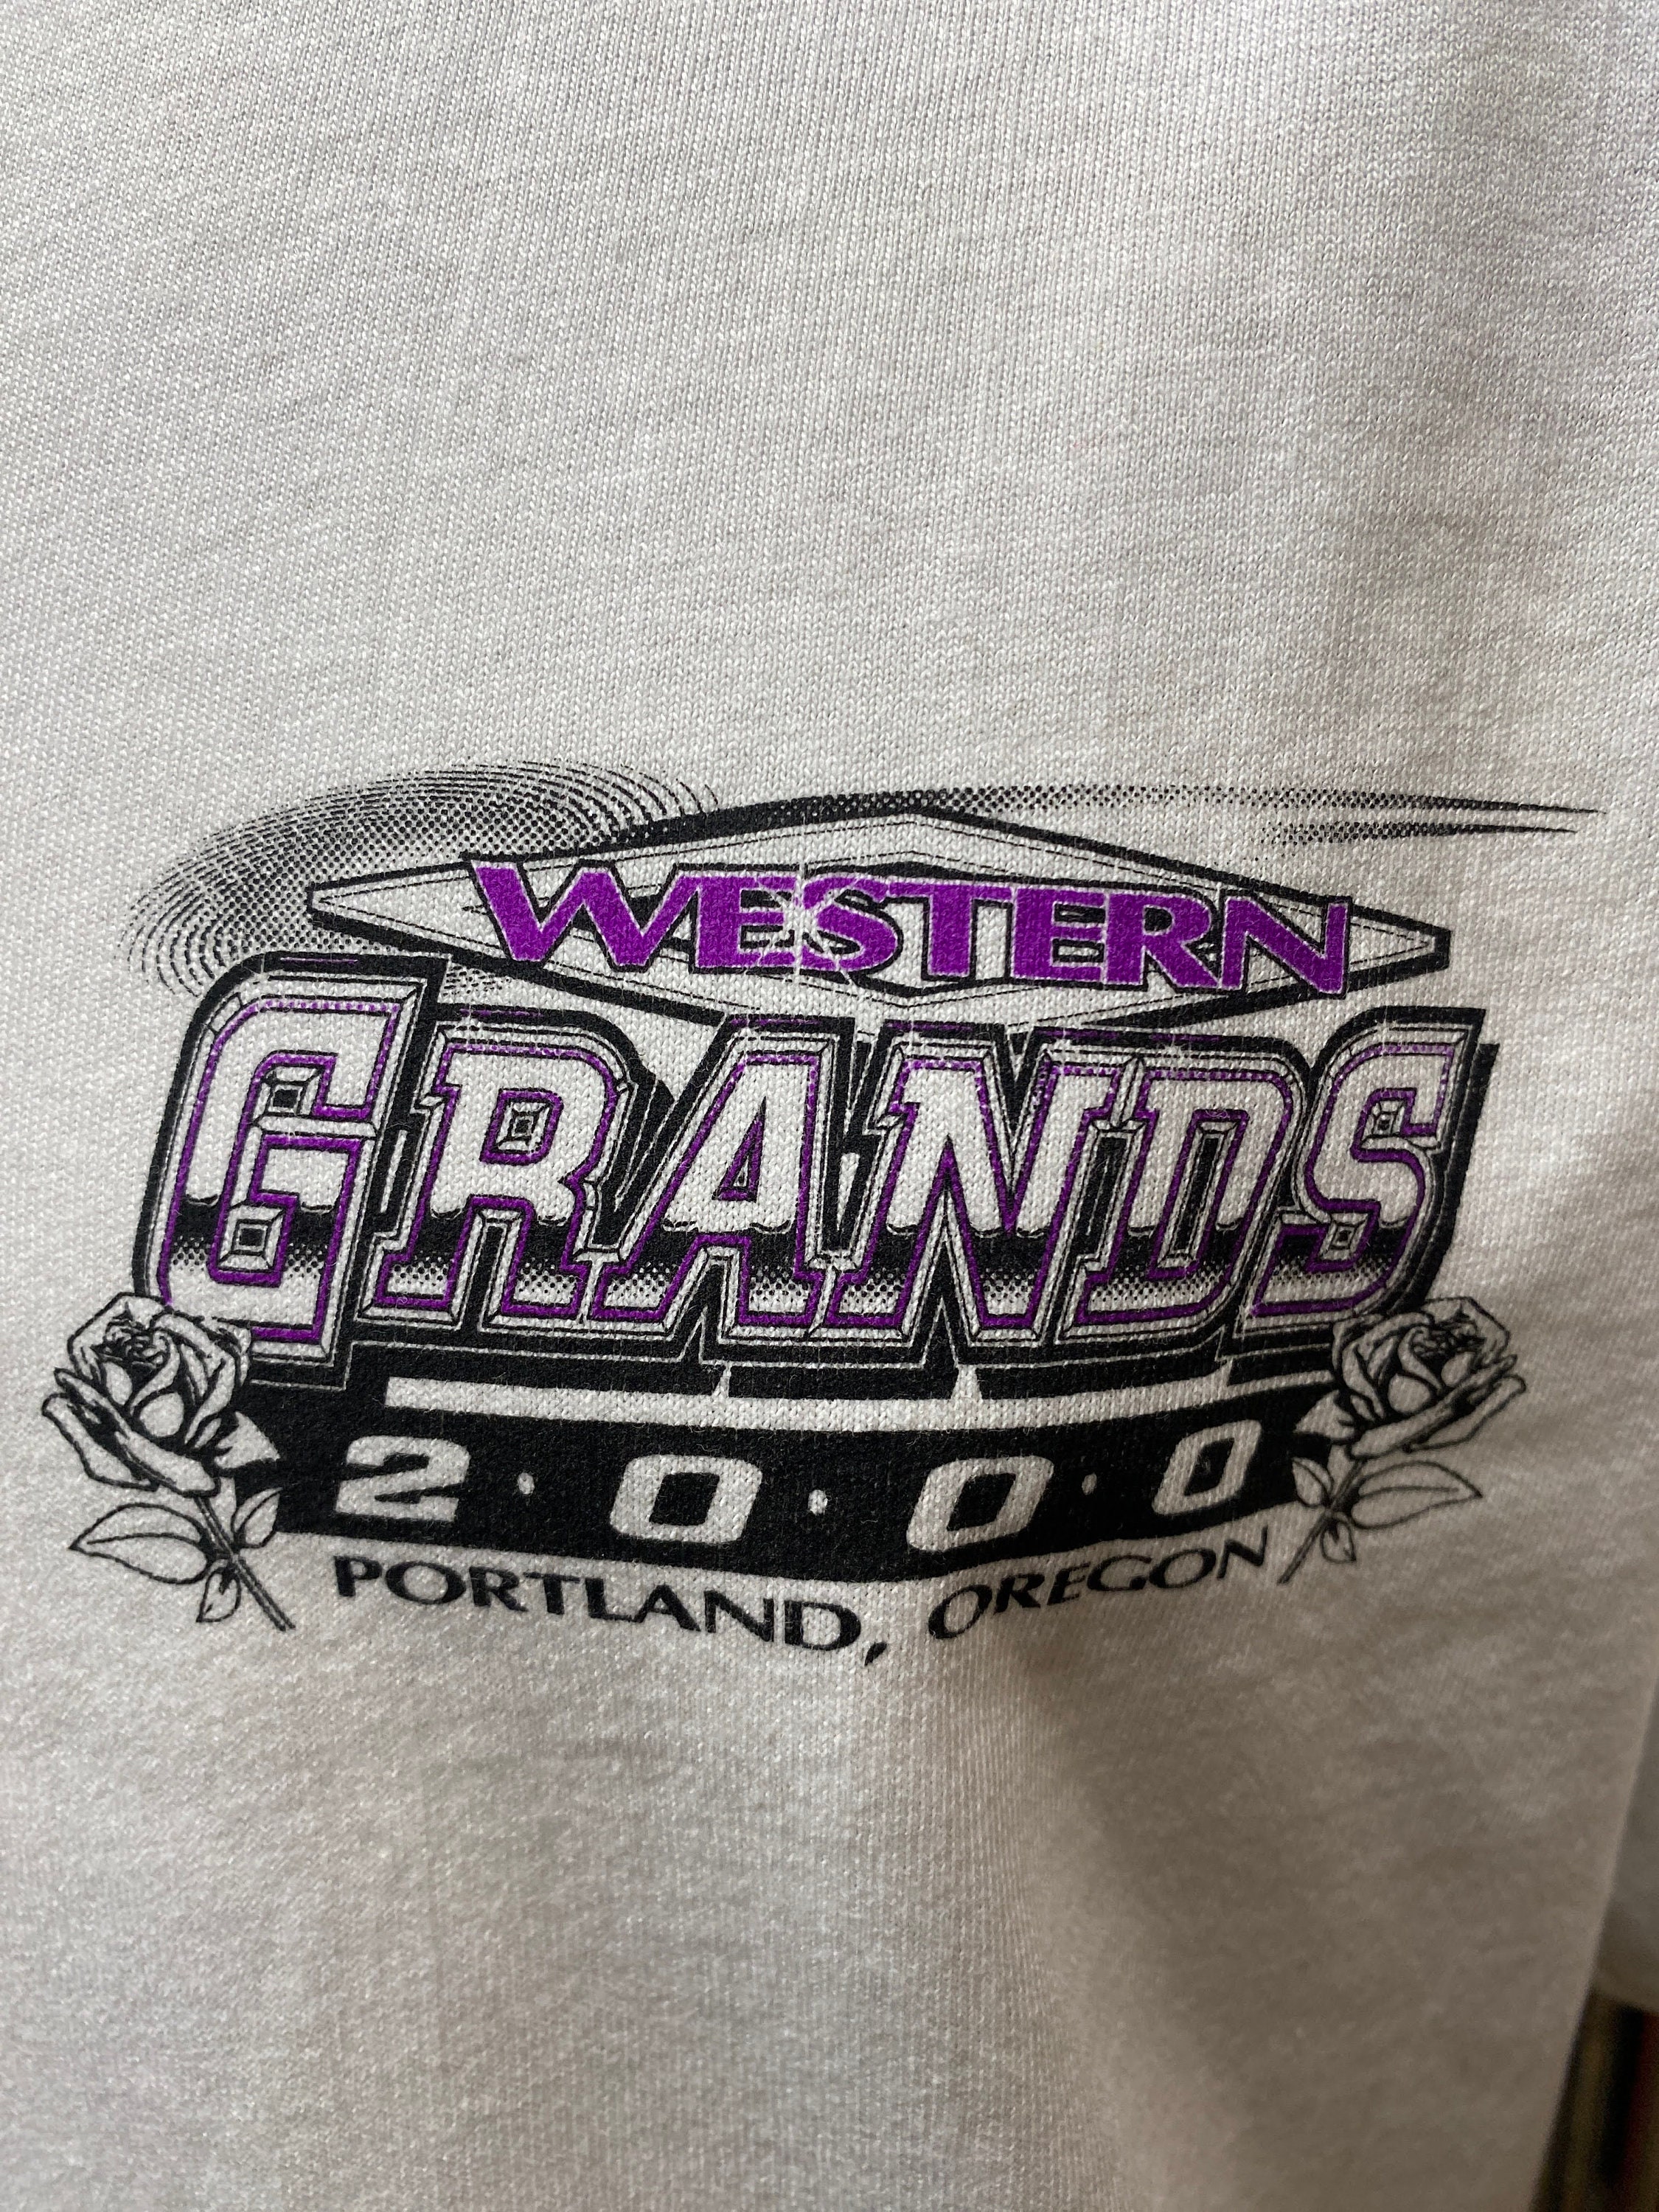 WESTERN
GRANDS
2·0·0·0
PORTLAND, OREGON